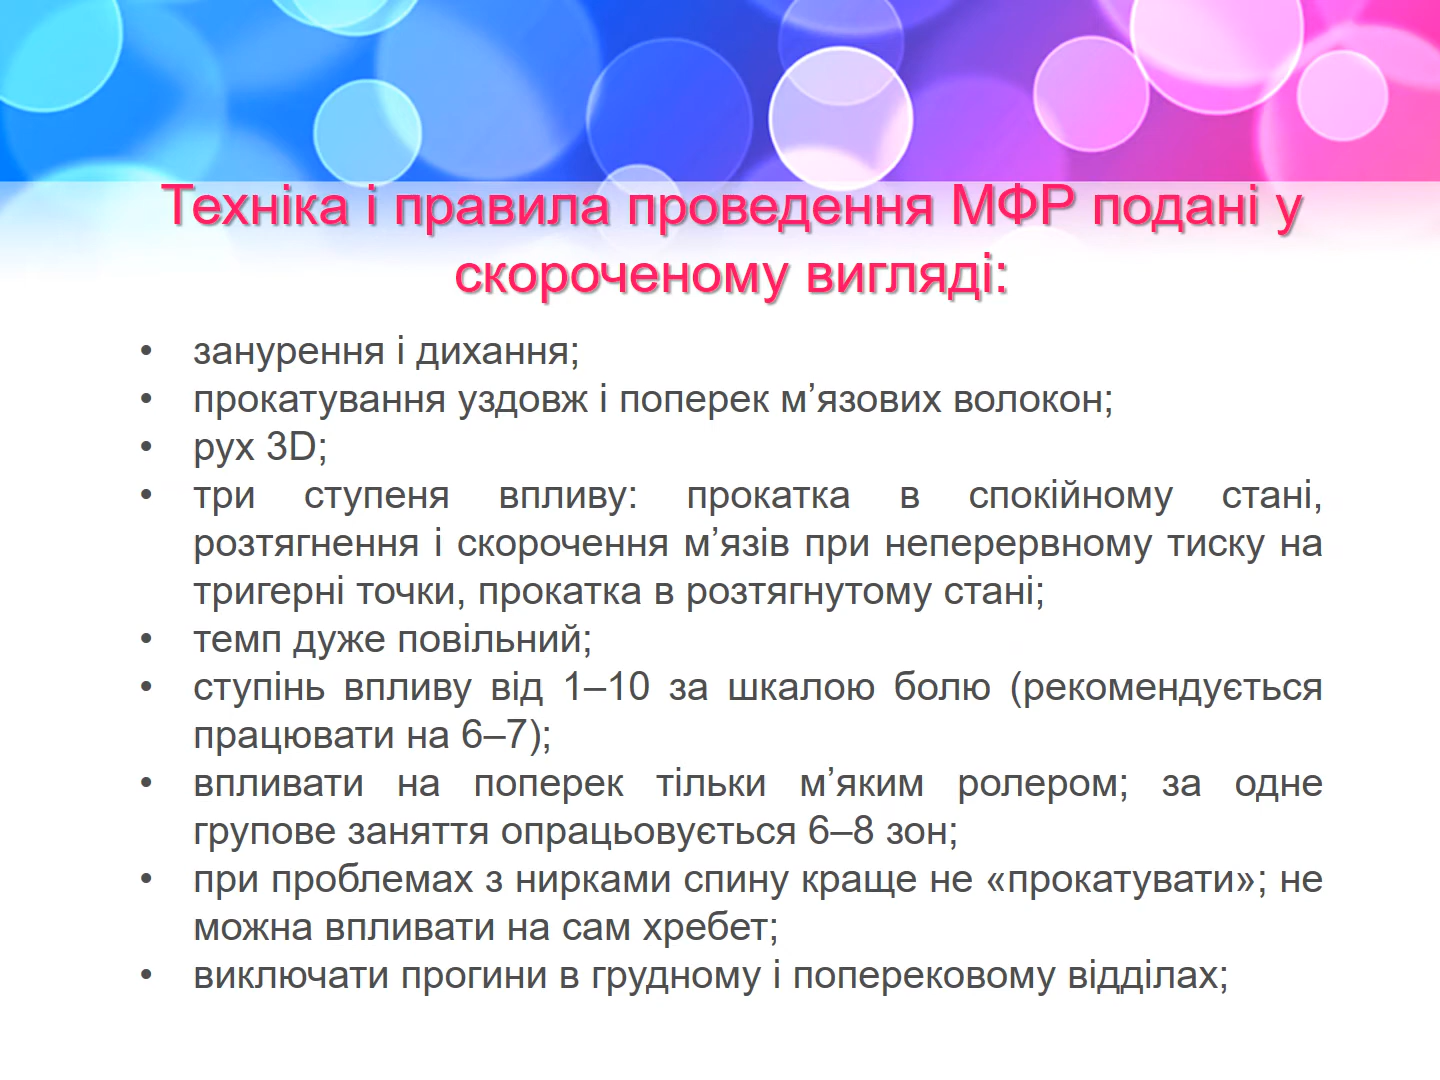 Техніка і правила проведення МФР подані у
скороченому вигляді:
• занурення і дихання;
• прокатування уздовж і поперек м’язових волокон;
• рух 3D;
• три ступеня впливу: прокатка в спокійному стані,
розтягнення і скорочення м’язів при неперервному тиску на
тригерні точки, прокатка в розтягнутому стані;
• темп дуже повільний;
• ступінь впливу від 1–10 за шкалою болю (рекомендується
працювати на 6–7);
• впливати на поперек тільки м’яким ролером; за одне
групове заняття опрацьовується 6–8 зон;
• при проблемах з нирками спину краще не «прокатувати»; не
можна впливати на сам хребет;
• виключати прогини в грудному і поперековому відділах;